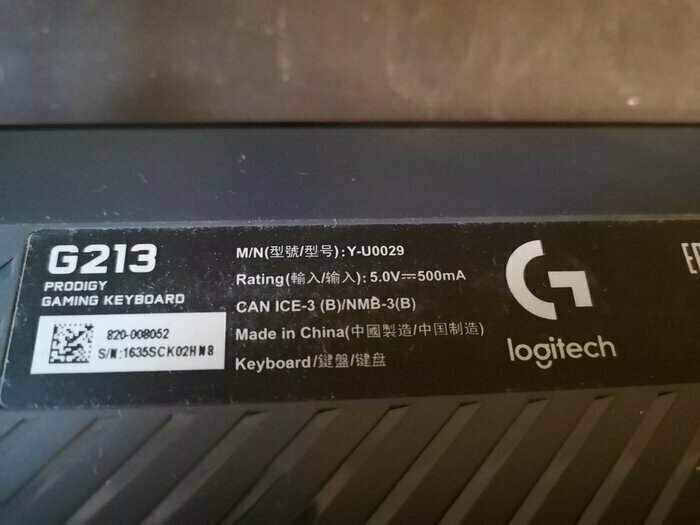 G213
PRODIGY
GAMING KEYBOARD
820-008052
S/N:1635SCK02HN8
M/N(型號/型号):Y-U0029
Rating(輸入/输入): 5.0V⎓500mA
CAN ICE-3 (B)/NMB-3(B)
Made in China(中國製造/中国制造)
Keyboard/鍵盤/键盘
logitech